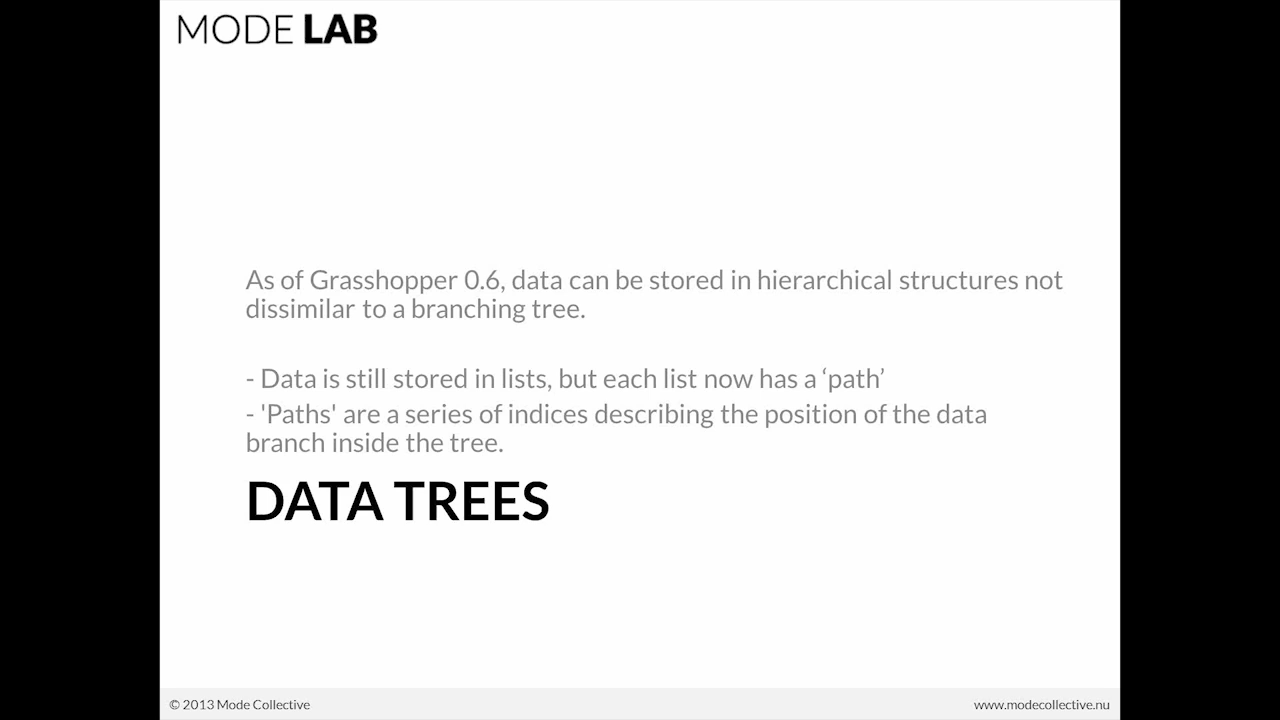 MODE LAB
As of Grasshopper 0.6, data can be stored in hierarchical structures not
dissimilar to a branching tree.
- Data is still stored in lists, but each list now has a ‘path’
- 'Paths' are a series of indices describing the position of the data
branch inside the tree.
DATA TREES
© 2013 Mode Collective
www.modecollective.nu